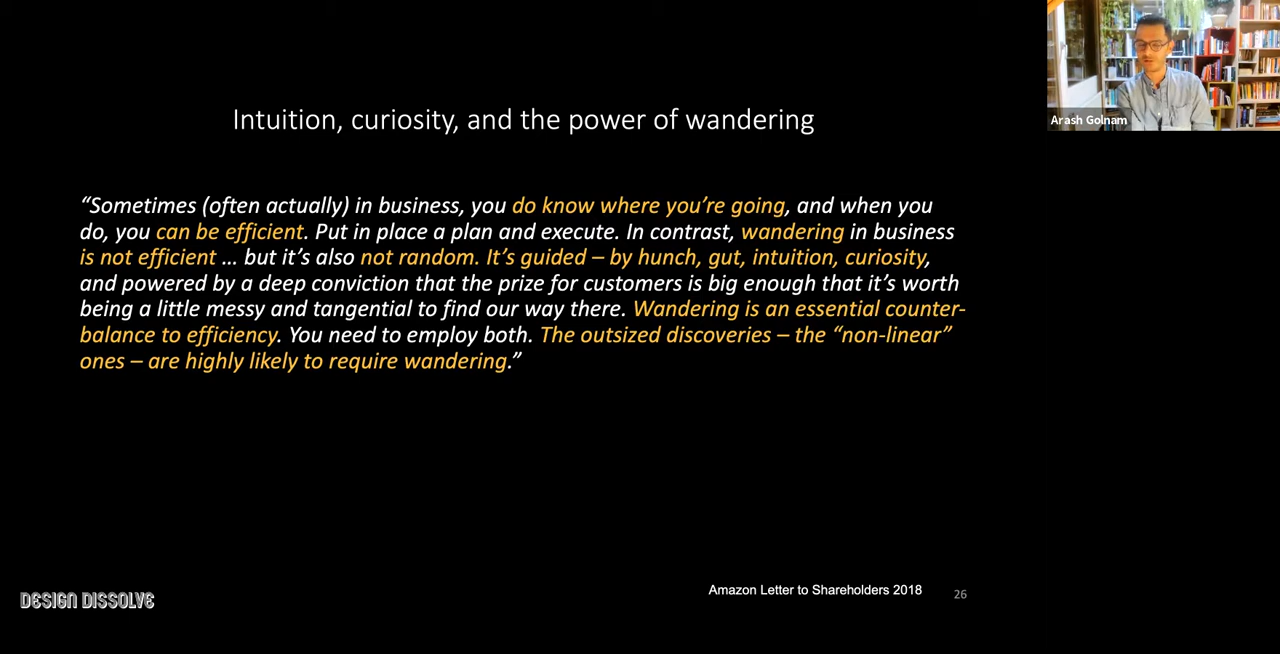 Arash Golnam
Intuition, curiosity, and the power of wandering
“Sometimes (often actually) in business, you do know where you’re going, and when you
do, you can be efficient. Put in place a plan and execute. In contrast, wandering in business
is not efficient … but it’s also not random. It’s guided – by hunch, gut, intuition, curiosity,
and powered by a deep conviction that the prize for customers is big enough that it’s worth
being a little messy and tangential to find our way there. Wandering is an essential counter-
balance to efficiency. You need to employ both. The outsized discoveries – the “non-linear”
ones – are highly likely to require wandering.”
Amazon Letter to Shareholders 2018
26
DESIGN DISSOLVE